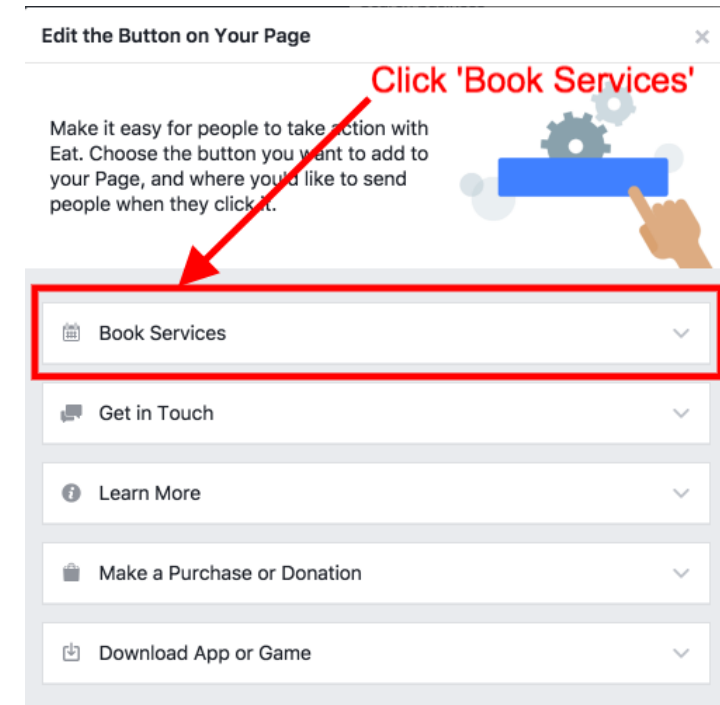 Edit the Button on Your Page
Click 'Book Services'
Make it easy for people to take action with
Eat. Choose the button you want to add to
your Page, and where you'd like to send
people when they click it.
Book Services
Get in Touch
Learn More
Make a Purchase or Donation
Download App or Game